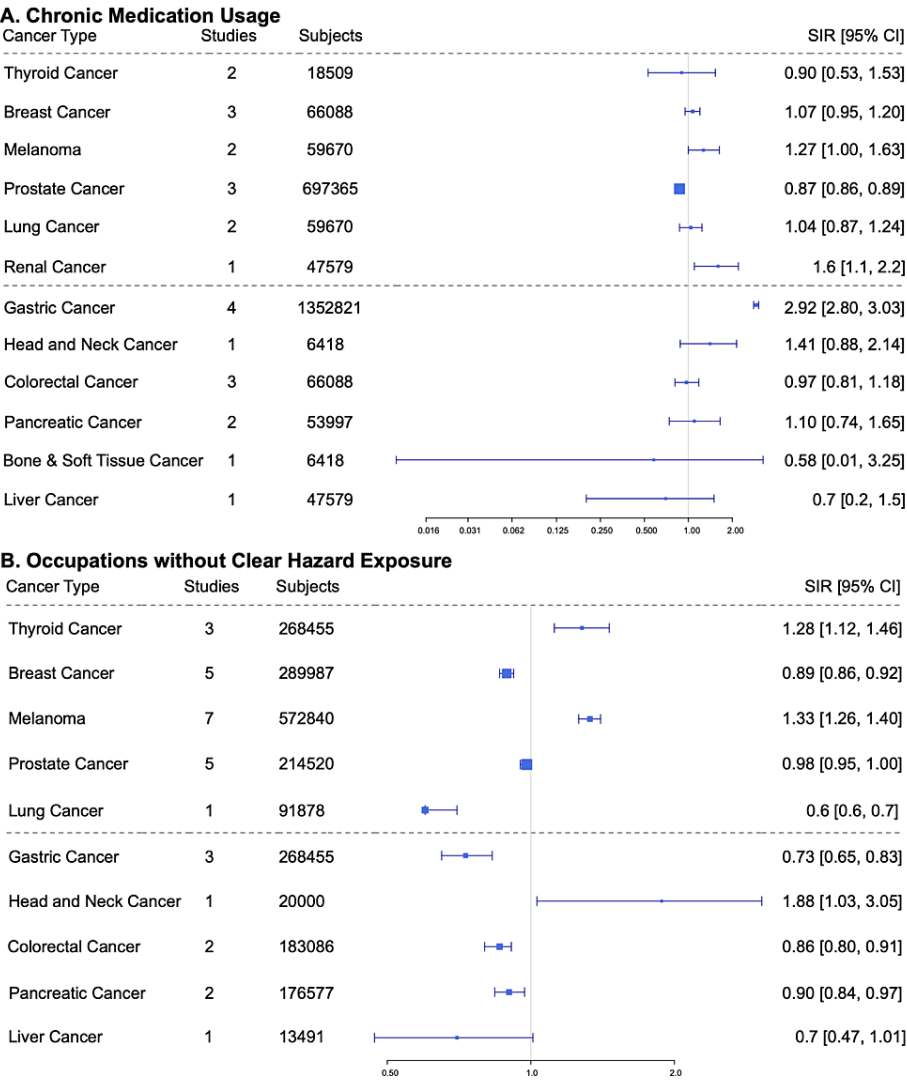 A. Chronic Medication Usage
Cancer Type Studies Subjects SIR [95% CI]
Thyroid Cancer 2 18509 0.90 [0.53, 1.53]
Breast Cancer 3 66088 1.07 [0.95, 1.20]
Melanoma 2 59670 1.27 [1.00, 1.63]
Prostate Cancer 3 697365 0.87 [0.86, 0.89]
Lung Cancer 2 59670 1.04 [0.87, 1.24]
Renal Cancer 1 47579 1.6 [1.1, 2.2]
Gastric Cancer 4 1352821 2.92 [2.80, 3.03]
Head and Neck Cancer 1 6418 1.41 [0.88, 2.14]
Colorectal Cancer 3 66088 0.97 [0.81, 1.18]
Pancreatic Cancer 2 53997 1.10 [0.74, 1.65]
Bone & Soft Tissue Cancer 1 6418 0.58 [0.01, 3.25]
Liver Cancer 1 47579 0.7 [0.2, 1.5]
0.016 0.031 0.062 0.125 0.250 0.500 1.00 2.00
B. Occupations without Clear Hazard Exposure
Cancer Type Studies Subjects SIR [95% CI]
Thyroid Cancer 3 268455 1.28 [1.12, 1.46]
Breast Cancer 5 289987 0.89 [0.86, 0.92]
Melanoma 7 572840 1.33 [1.26, 1.40]
Prostate Cancer 5 214520 0.98 [0.95, 1.00]
Lung Cancer 1 91878 0.6 [0.6, 0.7]
Gastric Cancer 3 268455 0.73 [0.65, 0.83]
Head and Neck Cancer 1 20000 1.88 [1.03, 3.05]
Colorectal Cancer 2 183086 0.86 [0.80, 0.91]
Pancreatic Cancer 2 176577 0.90 [0.84, 0.97]
Liver Cancer 1 13491 0.7 [0.47, 1.01]
0.50 1.0 2.0